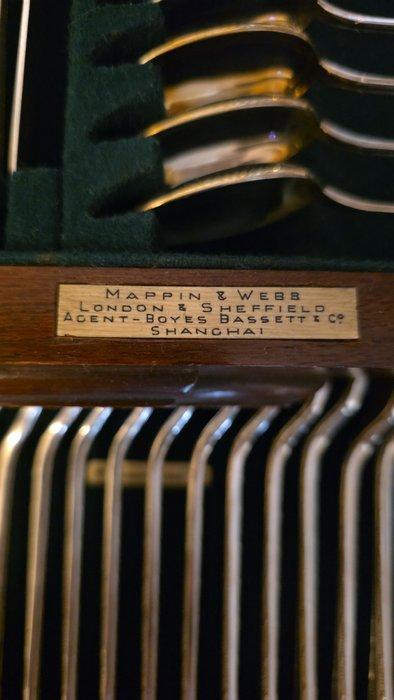 MAPPIN & WEBB
LONDON & SHEFFIELD
AGENT-BOYES BASSETT & Co
SHANGHAI